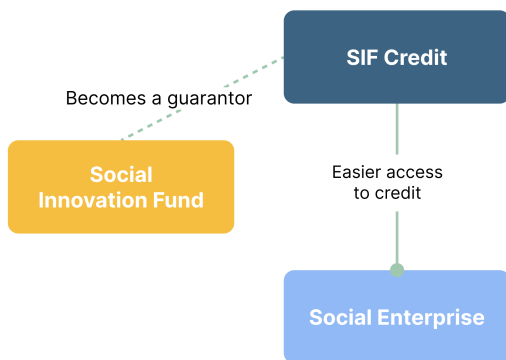 SIF Credit
Becomes a guarantor
Social
Innovation Fund
Easier access
to credit
Social Enterprise